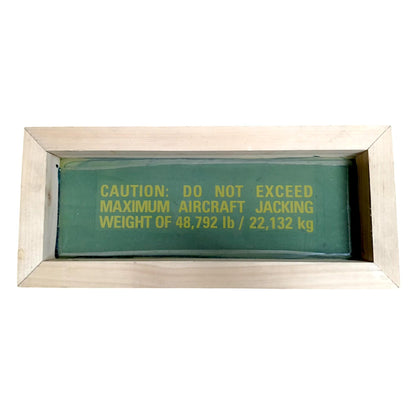 CAUTION: DO NOT EXCEED
MAXIMUM AIRCRAFT JACKING
WEIGHT OF 48,792 lb / 22,132 kg